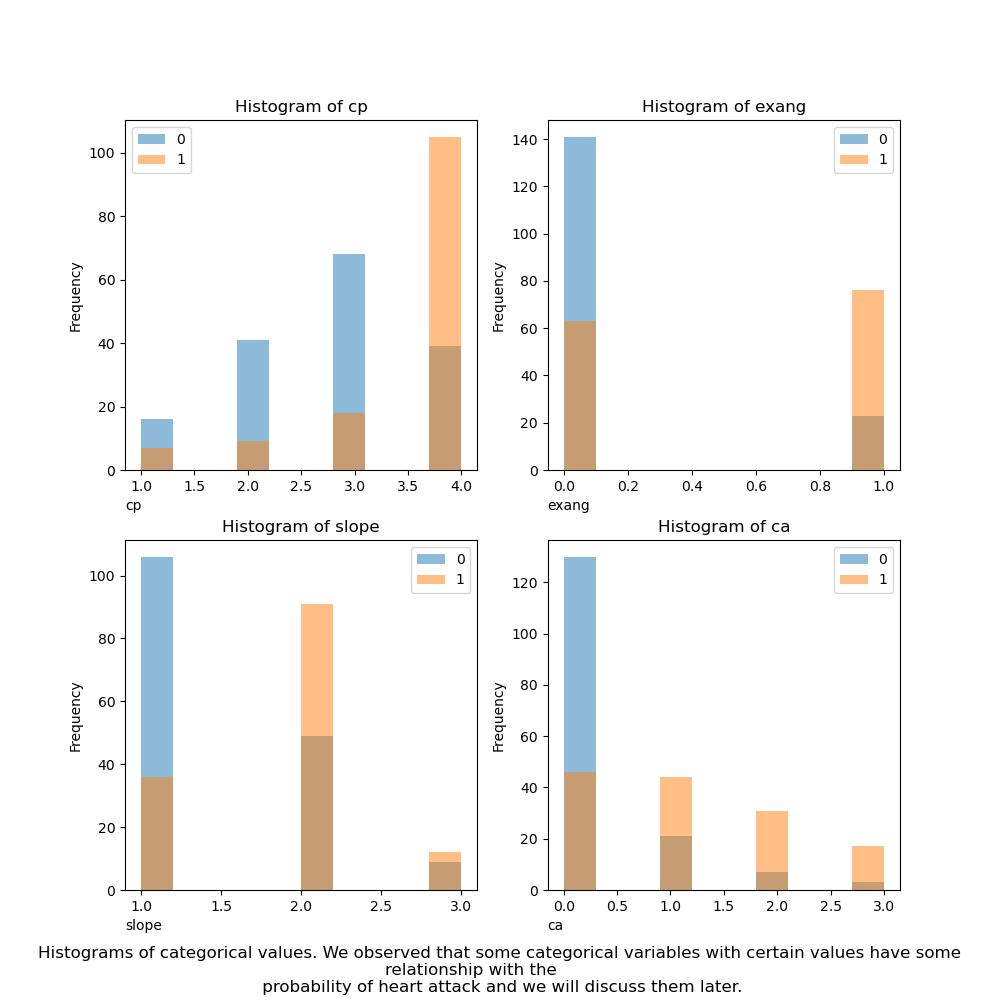 Histogram of cp
0
1
Frequency
100
80
60
40
20
0
1.0 1.5 2.0 2.5 3.0 3.5 4.0
cp
Histogram of exang
0
1
Frequency
140
120
100
80
60
40
20
0
0.0 0.2 0.4 0.6 0.8 1.0
exang
Histogram of slope
0
1
Frequency
100
80
60
40
20
0
1.0 1.5 2.0 2.5 3.0
slope
Histogram of ca
0
1
Frequency
120
100
80
60
40
20
0
0.0 0.5 1.0 1.5 2.0 2.5 3.0
ca
Histograms of categorical values. We observed that some categorical variables with certain values have some
relationship with the
probability of heart attack and we will discuss them later.